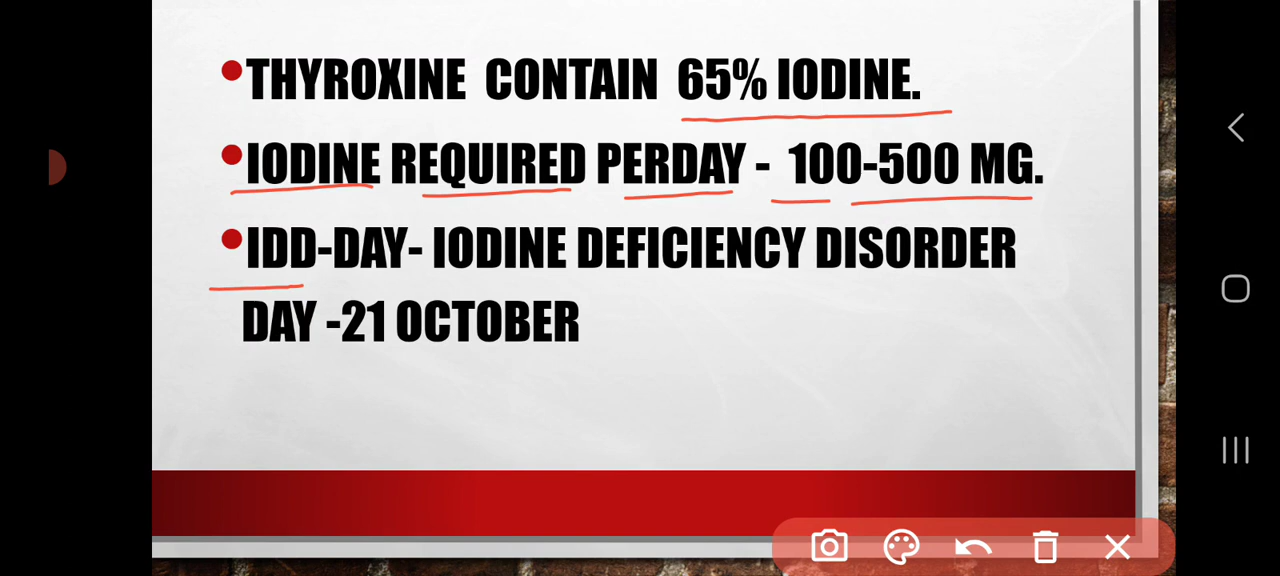 •THYROXINE CONTAIN 65% IODINE.
•IODINE REQUIRED PERDAY - 100-500 MG.
•IDD-DAY- IODINE DEFICIENCY DISORDER
DAY -21 OCTOBER